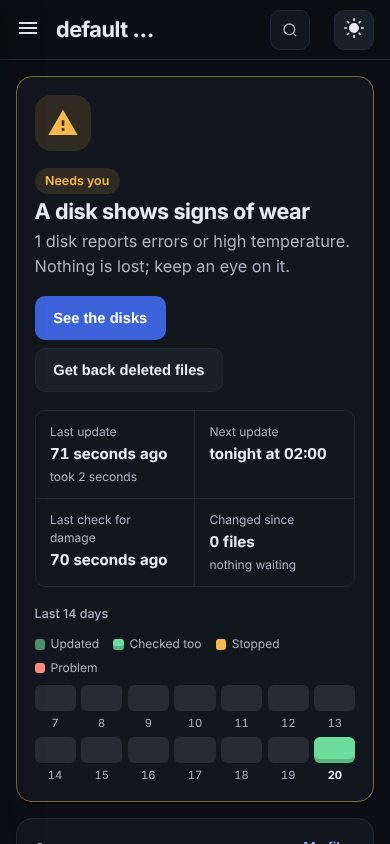 default ...
Needs you
A disk shows signs of wear
1 disk reports errors or high temperature.
Nothing is lost; keep an eye on it.
See the disks
Get back deleted files
Last update
71 seconds ago
took 2 seconds
Next update
tonight at 02:00
Last check for
damage
70 seconds ago
Changed since
0 files
nothing waiting
Last 14 days
Updated Checked too Stopped
Problem
7 8 9 10 11 12 13
14 15 16 17 18 19 20